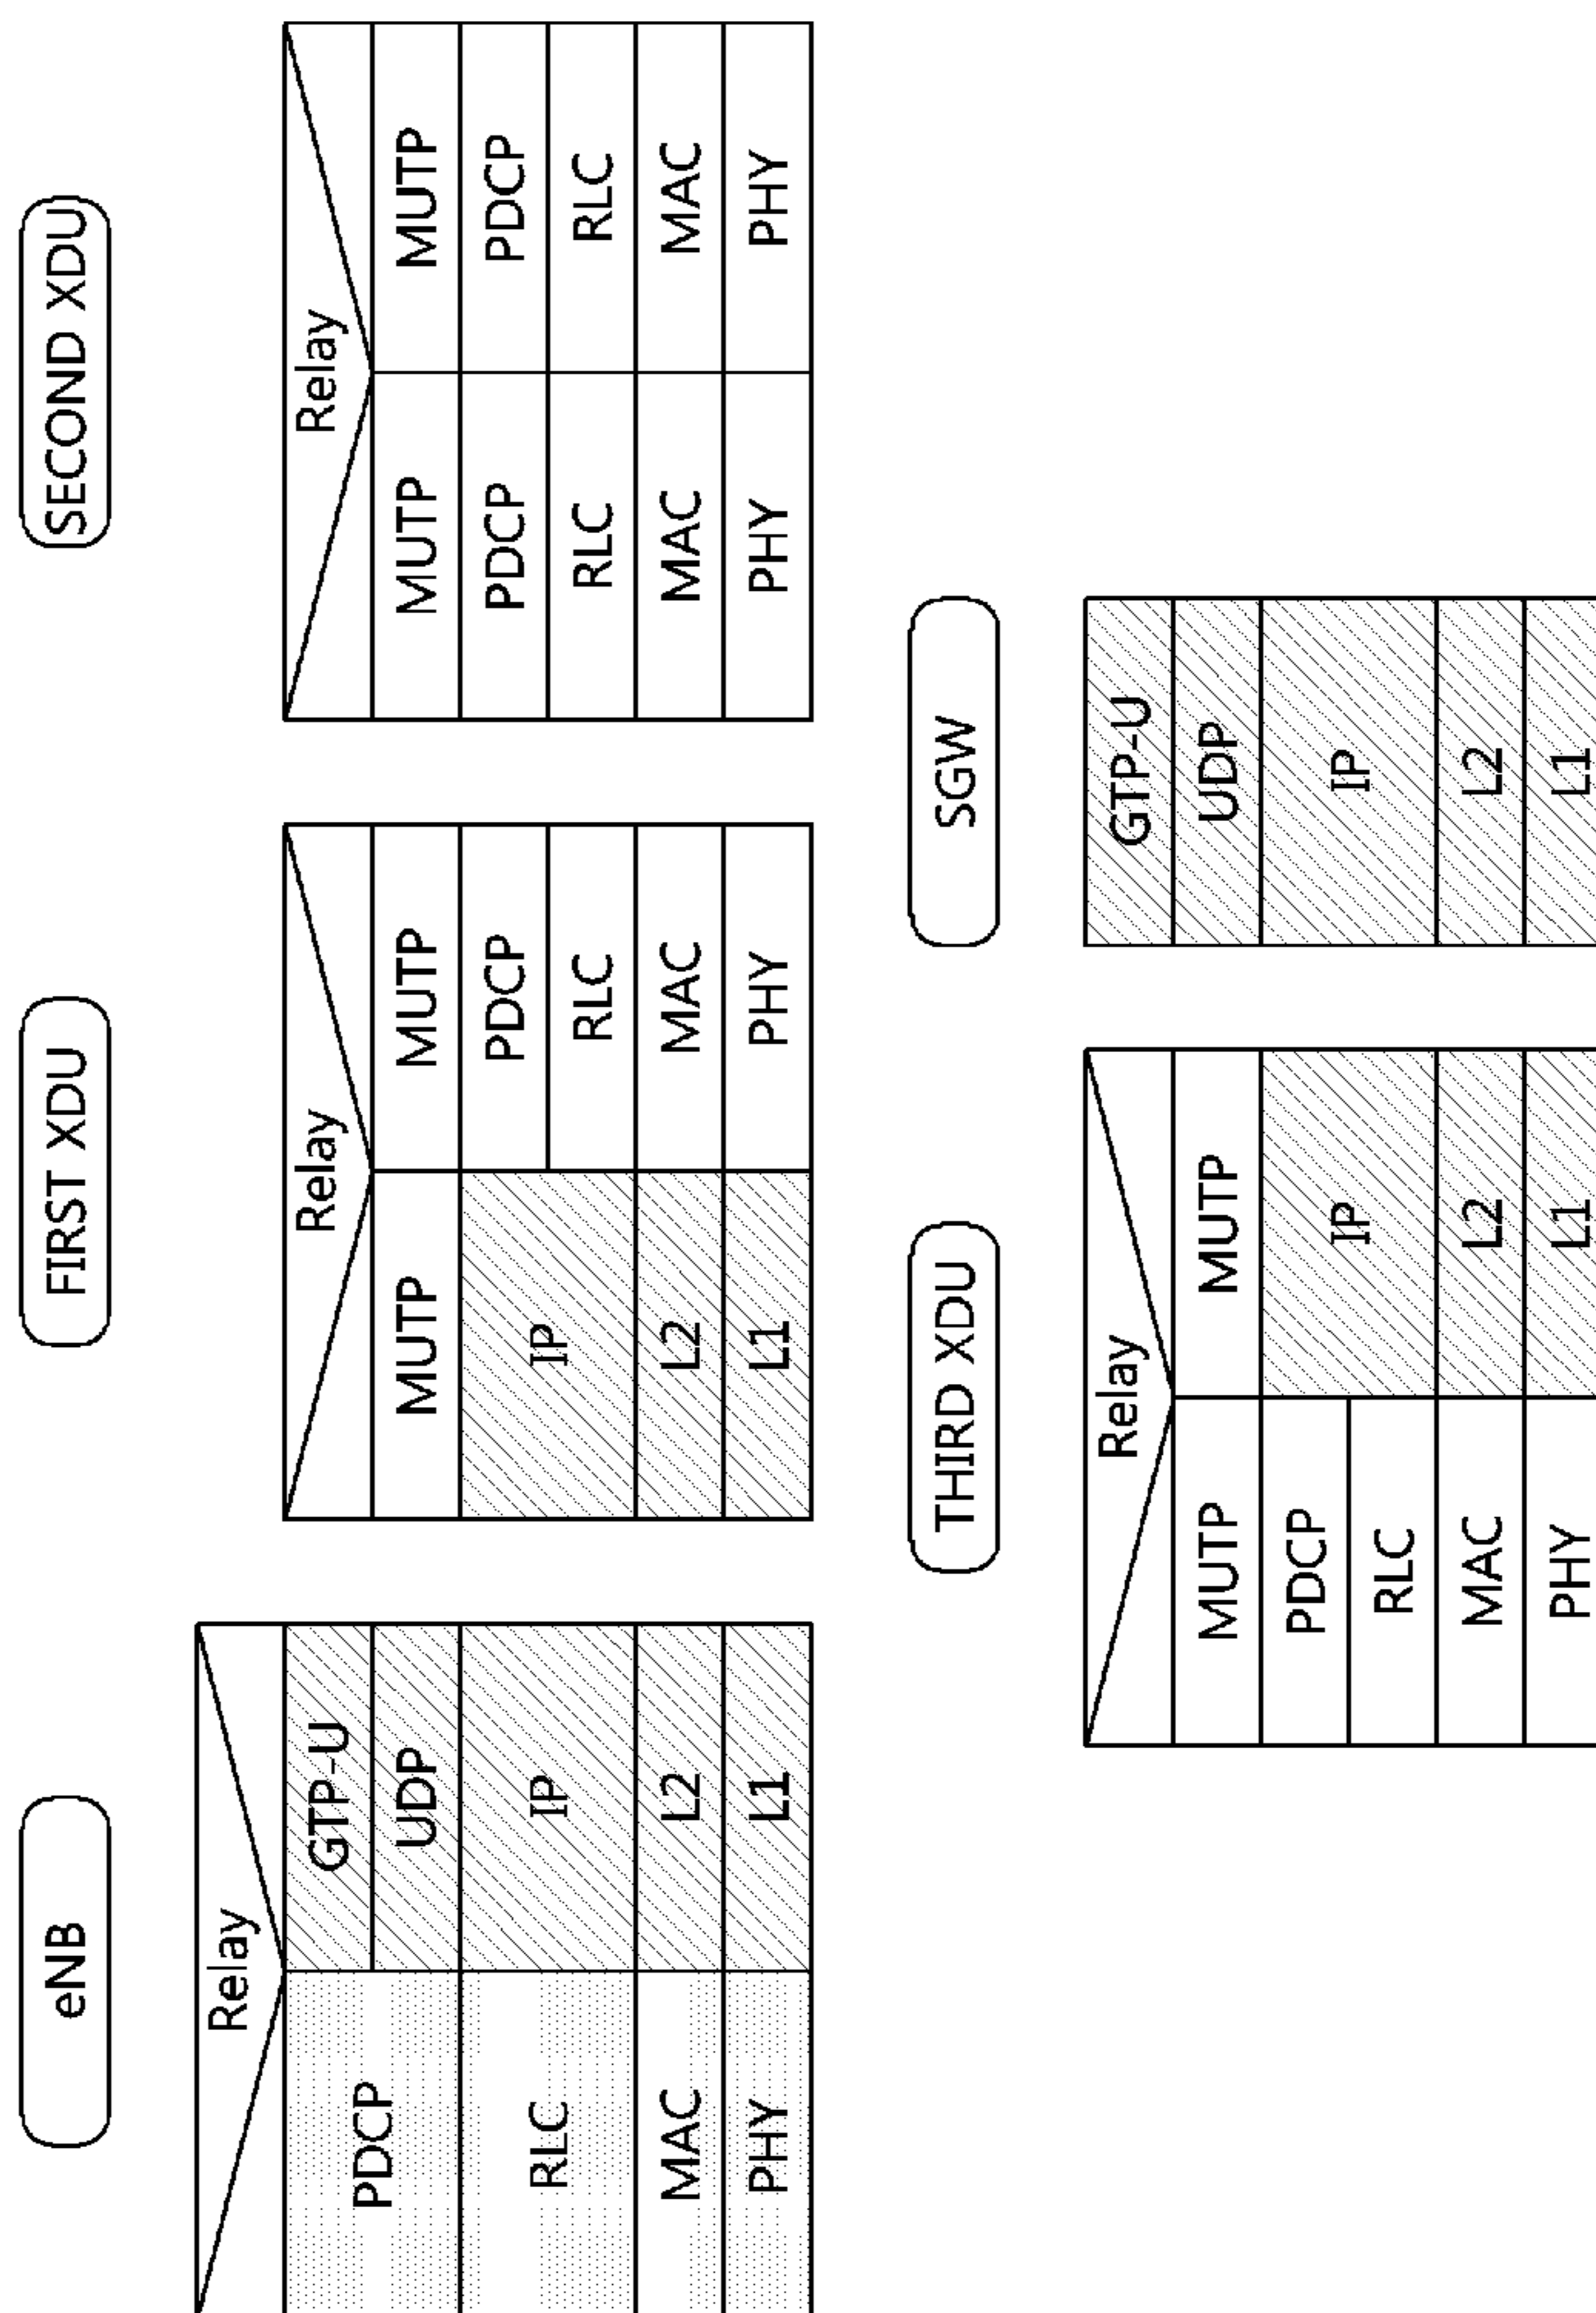 eNB
Relay
PDCP
RLC
MAC
PHY
GTP-U
UDP
IP
L2
L1
FIRST XDU
Relay
MUTP
IP
L2
L1
MUTP
PDCP
RLC
MAC
PHY
SECOND XDU
Relay
MUTP
PDCP
RLC
MAC
PHY
MUTP
PDCP
RLC
MAC
PHY
THIRD XDU
Relay
MUTP
PDCP
RLC
MAC
PHY
MUTP
IP
L2
L1
SGW
GTP-U
UDP
IP
L2
L1